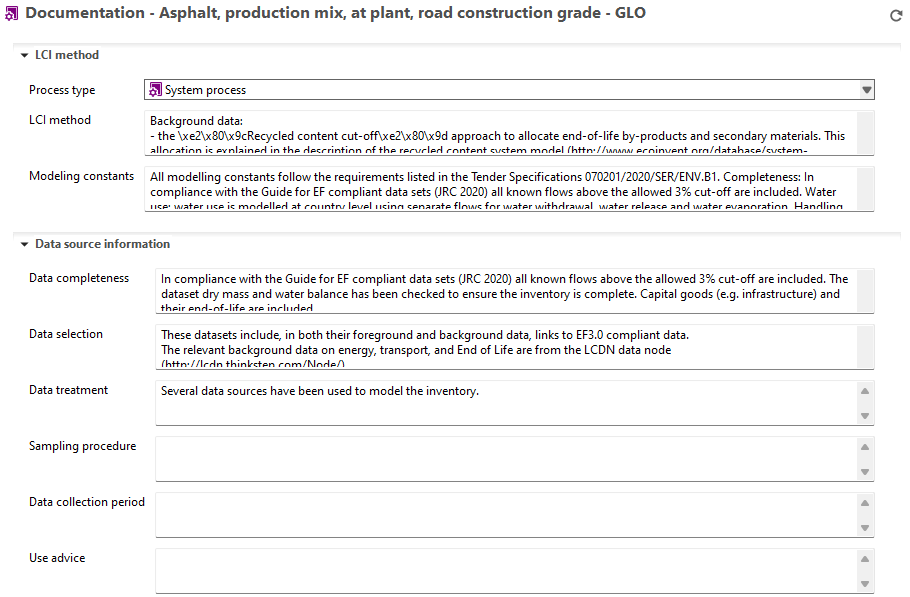 Documentation - Asphalt, production mix, at plant, road construction grade - GLO
LCI method
Process type
System process
LCI method
Background data:
- the \xe2\x80\x9cRecycled content cut-off\xe2\x80\x9d approach to allocate end-of-life by-products and secondary materials. This
allocation is explained in the description of the recycled content system model (http://www.ecoinvent.org/database/system-
Modeling constants
All modelling constants follow the requirements listed in the Tender Specifications 070201/2020/SER/ENV.B1. Completeness: In
compliance with the Guide for EF compliant data sets (JRC 2020) all known flows above the allowed 3% cut-off are included. Water
use: water use is modelled at country level using separate flows for water withdrawal, water release and water evaporation. Handling
Data source information
Data completeness
In compliance with the Guide for EF compliant data sets (JRC 2020) all known flows above the allowed 3% cut-off are included. The
dataset dry mass and water balance has been checked to ensure the inventory is complete. Capital goods (e.g. infrastructure) and
their end-of-life are included.
Data selection
These datasets include, in both their foreground and background data, links to EF3.0 compliant data.
The relevant background data on energy, transport, and End of Life are from the LCDN data node
(http://lcdn.thinkstep.com/Node/)
Data treatment
Several data sources have been used to model the inventory.
Sampling procedure
Data collection period
Use advice